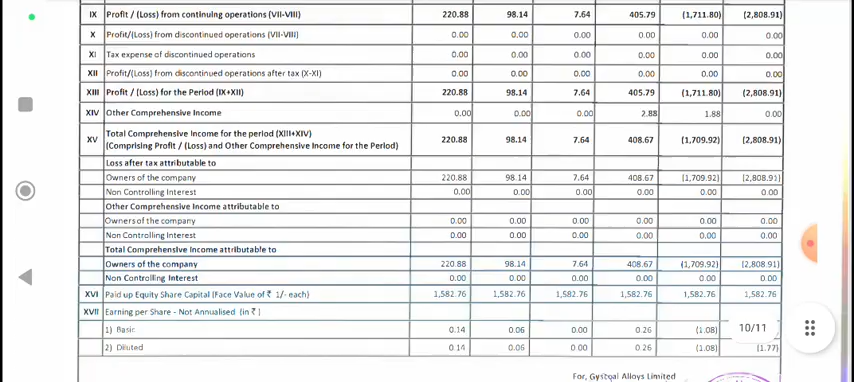 IX Profit / (Loss) from continuing operations (VII-VIII) 220.88 98.14 7.64 405.79 (1,711.80) (2,808.91)
X Profit/(Loss) from discontinued operations (VII-VIII) 0.00 0.00 0.00 0.00 0.00 0.00
XI Tax expense of discontinued operations 0.00 0.00 0.00 0.00 0.00 0.00
XII Profit/(Loss) from discontinued operations after tax (X-XI) 0.00 0.00 0.00 0.00 0.00 0.00
XIII Profit / (Loss) for the Period (IX+XII) 220.88 98.14 7.64 405.79 (1,711.80) (2,808.91)
XIV Other Comprehensive Income 0.00 0.00 0.00 2.88 1.88 0.00
XV Total Comprehensive Income for the period (XIII+XIV) 220.88 98.14 7.64 408.67 (1,709.92) (2,808.91)
(Comprising Profit / (Loss) and Other Comprehensive Income for the Period)
Loss after tax attributable to
Owners of the company 220.88 98.14 7.64 408.67 (1,709.92) (2,808.91)
Non Controlling Interest 0.00 0.00 0.00 0.00 0.00 0.00
Other Comprehensive Income attributable to
Owners of the company 0.00 0.00 0.00 0.00 0.00 0.00
Non Controlling Interest 0.00 0.00 0.00 0.00 0.00 0.00
Total Comprehensive Income attributable to
Owners of the company 220.88 98.14 7.64 408.67 (1,709.92) (2,808.91)
Non Controlling Interest 0.00 0.00 0.00 0.00 0.00 0.00
XVI Paid up Equity Share Capital (Face Value of ₹ 1/- each) 1,582.76 1,582.76 1,582.76 1,582.76 1,582.76 1,582.76
XVII Earning per Share - Not Annualised (in ₹)
1) Basic 0.14 0.06 0.00 0.26 (1.08)
10/11
2) Diluted 0.14 0.06 0.00 0.26 (1.08) (1.77)
For, Gyscoal Alloys Limited